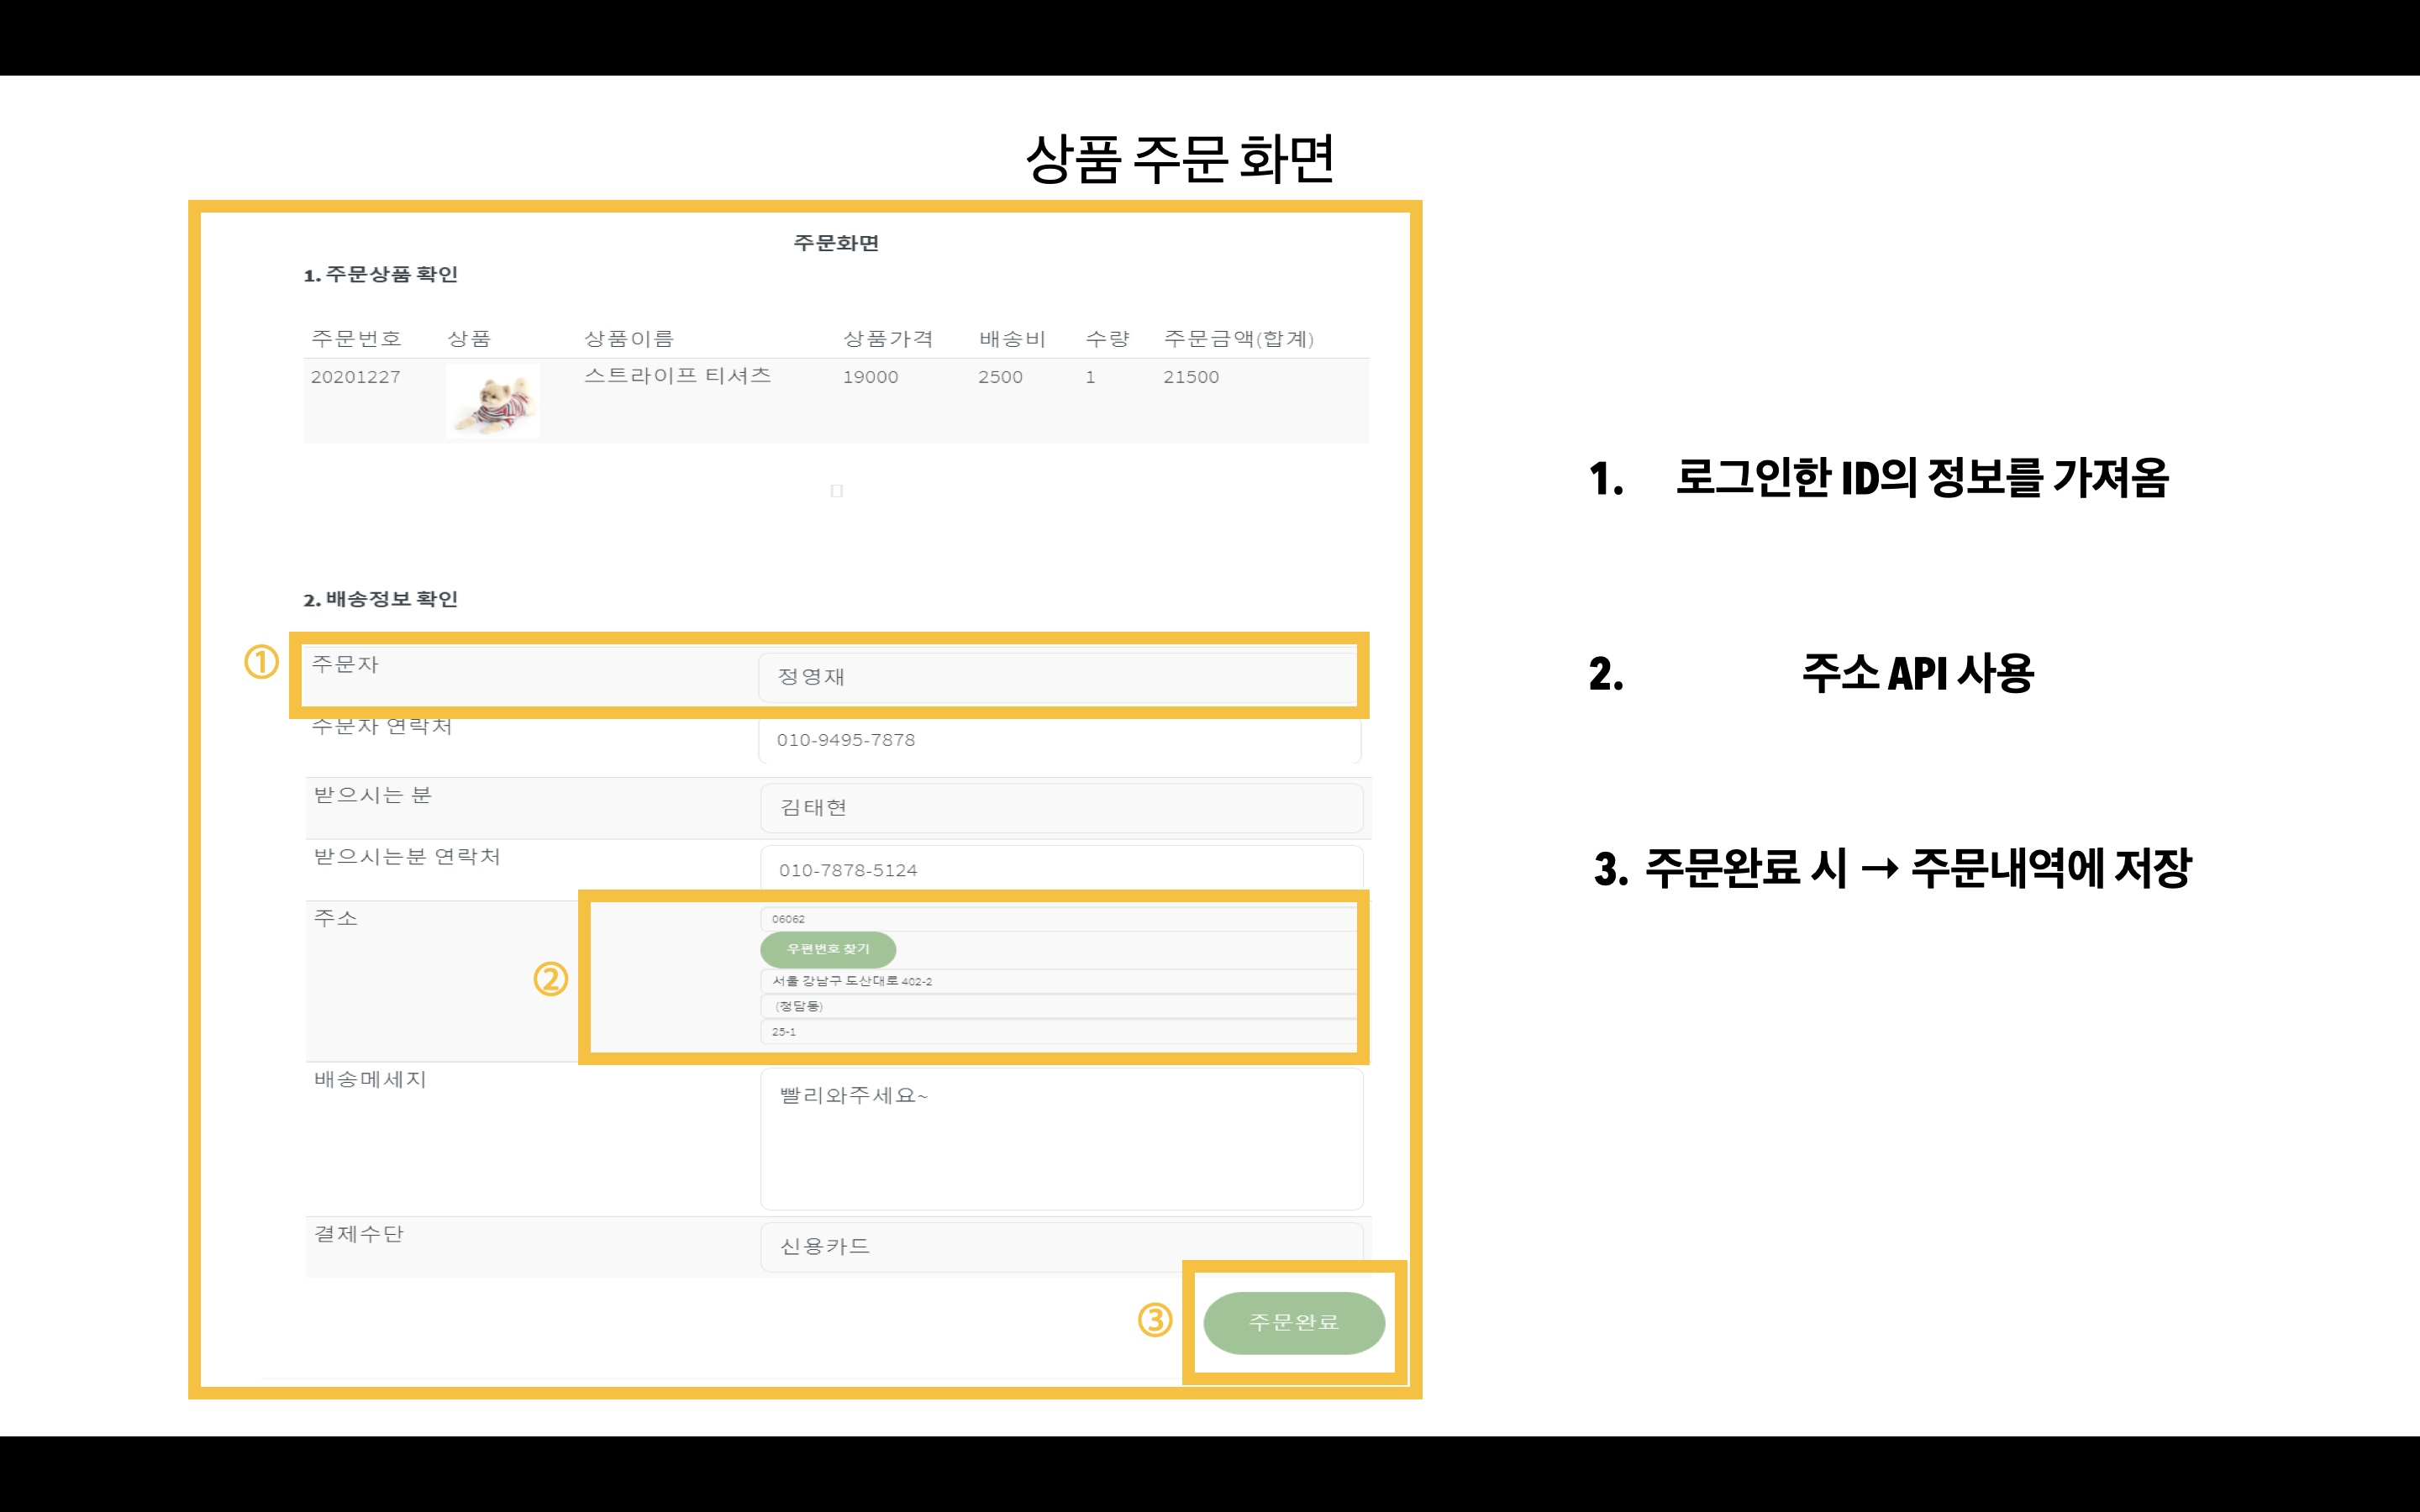 상품 주문 화면
주문화면
1. 주문상품 확인
주문번호 상품 상품이름 상품가격 배송비 수량 주문금액(합계)
20201227 스트라이프 티셔츠 19000 2500 1 21500
2. 배송정보 확인
① 주문자 정영재
주문자 연락처 010-9495-7878
받으시는 분 김태현
받으시는분 연락처 010-7878-5124
주소 06062
우편번호 찾기
② 서울 강남구 도산대로 402-2
(청담동)
25-1
배송메세지 빨리와주세요~
결제수단 신용카드
③ 주문완료
1. 로그인한 ID의 정보를 가져옴
2. 주소 API 사용
3. 주문완료 시 → 주문내역에 저장